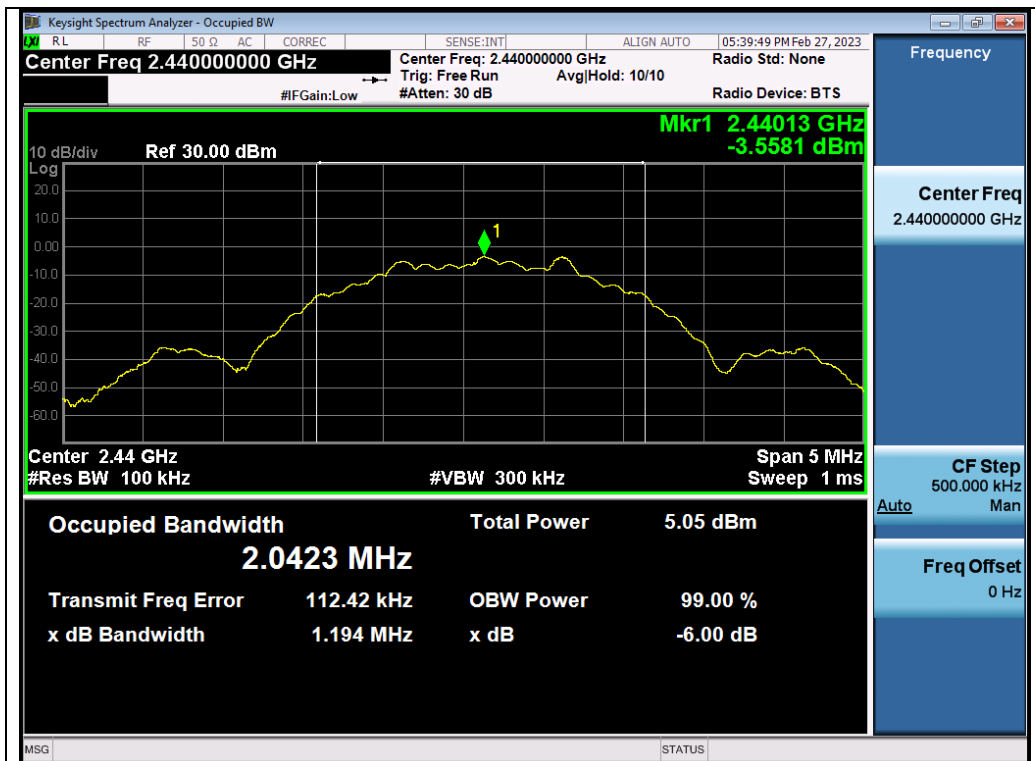 Keysight Spectrum Analyzer - Occupied BW
LXI RL RF 50 Ω AC CORREC SENSE:INT ALIGN AUTO 05:39:49 PM Feb 27, 2023
Center Freq 2.440000000 GHz
Center Freq: 2.440000000 GHz
Radio Std: None
Trig: Free Run Avg|Hold: 10/10
#IFGain:Low
#Atten: 30 dB
Radio Device: BTS
Mkr1 2.44013 GHz
-3.5581 dBm
10 dB/div Ref 30.00 dBm
Log
20.0
10.0
0.00
-10.0
-20.0
-30.0
-40.0
-50.0
-60.0
1
Center 2.44 GHz Span 5 MHz
#Res BW 100 kHz #VBW 300 kHz Sweep 1 ms
Occupied Bandwidth Total Power 5.05 dBm
2.0423 MHz
Transmit Freq Error 112.42 kHz OBW Power 99.00 %
x dB Bandwidth 1.194 MHz x dB -6.00 dB
Frequency
Center Freq
2.440000000 GHz
CF Step
500.000 kHz
Auto Man
Freq Offset
0 Hz
MSG STATUS